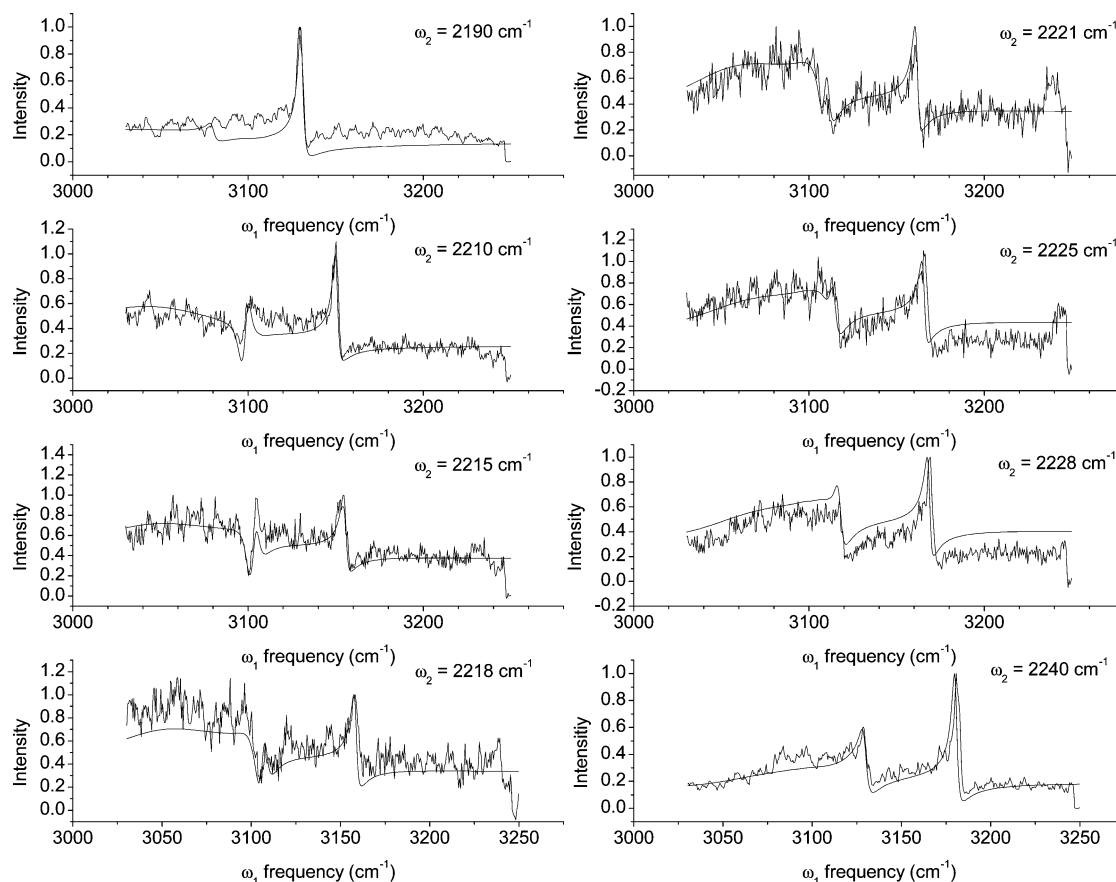 ω2 = 2190 cm-1
1.0
0.8
0.6
0.4
0.2
0.0
Intensity
3000 3100 3200
ω1 frequency (cm-1)
ω2 = 2221 cm-1
1.0
0.8
0.6
0.4
0.2
0.0
Intensity
3000 3100 3200
ω1 frequency (cm-1)
ω2 = 2210 cm-1
1.2
1.0
0.8
0.6
0.4
0.2
0.0
Intensity
3000 3100 3200
ω1 frequency (cm-1)
ω2 = 2225 cm-1
1.2
1.0
0.8
0.6
0.4
0.2
0.0
-0.2
Intensity
3000 3100 3200
ω1 frequency (cm-1)
ω2 = 2215 cm-1
1.4
1.2
1.0
0.8
0.6
0.4
0.2
0.0
Intensity
3000 3100 3200
ω1 frequency (cm-1)
ω2 = 2228 cm-1
1.0
0.8
0.6
0.4
0.2
0.0
-0.2
Intensity
3000 3100 3200
ω1 frequency (cm-1)
ω2 = 2218 cm-1
1.2
1.0
0.8
0.6
0.4
0.2
0.0
Intensity
3000 3050 3100 3150 3200 3250
ω1 frequency (cm-1)
ω2 = 2240 cm-1
1.0
0.8
0.6
0.4
0.2
0.0
Intensitiy
3000 3050 3100 3150 3200 3250
ω1 frequency (cm-1)